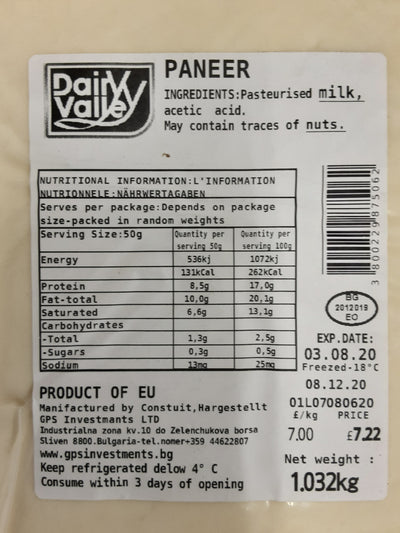 Dairy
Valley
PANEER
INGREDIENTS:Pasteurised milk,
acetic acid.
May contain traces of nuts.
NUTRITIONAL INFORMATION:L'INFORMATION
NUTRIONNELE:NÄHRWERTAGABEN
Serves per package:Depends on package
size-packed in random weights
Serving Size:50g Quantity per serving 50g Quantity per serving 100g
Energy 536kj 1072kj
131kCal 262kCal
Protein 8,5g 17,0g
Fat-total 10,0g 20,1g
Saturated 6,6g 13,1g
Carbohydrates
-Total 1,3g 2,5g
-Sugars 0,3g 0,5g
Sodium 13mg 25mg
3 800229 875062
BG
2012019
EO
EXP.DATE:
03.08.20
Freezed-18°C
08.12.20
01L07080620
£/kg PRICE
7.00 £7.22
Net weight :
1.032kg
PRODUCT OF EU
Manifactured by Constuit,Hargestellt
GPS Investments LTD
Industrialna zona kv.10 do Zelenchukova borsa
Sliven 8800.Bulgaria-tel.nomer+359 44622807
www.gpsinvestments.bg
Keep refrigerated delow 4° C
Consume within 3 days of opening